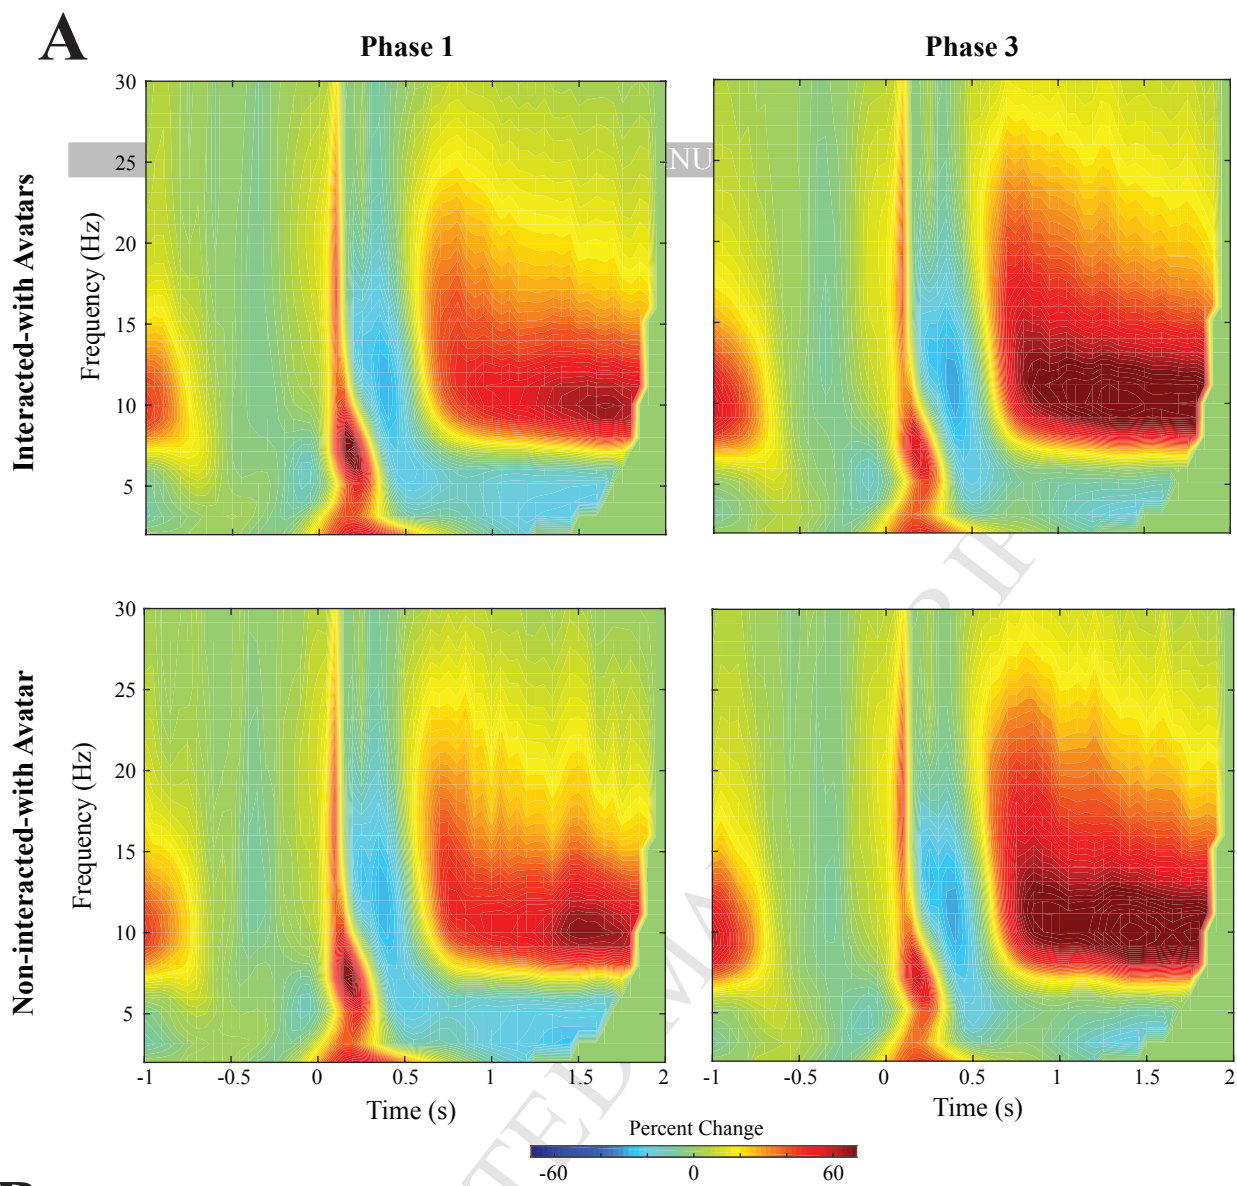 A
Phase 1
Phase 3
Interacted-with Avatars
Frequency (Hz)
30
25
20
15
10
5
NU
Non-interacted-with Avatar
Frequency (Hz)
30
25
20
15
10
5
-1
-0.5
0
0.5
1
1.5
2
-1
-0.5
0
0.5
1
1.5
2
Time (s)
Time (s)
Percent Change
-60
0
60